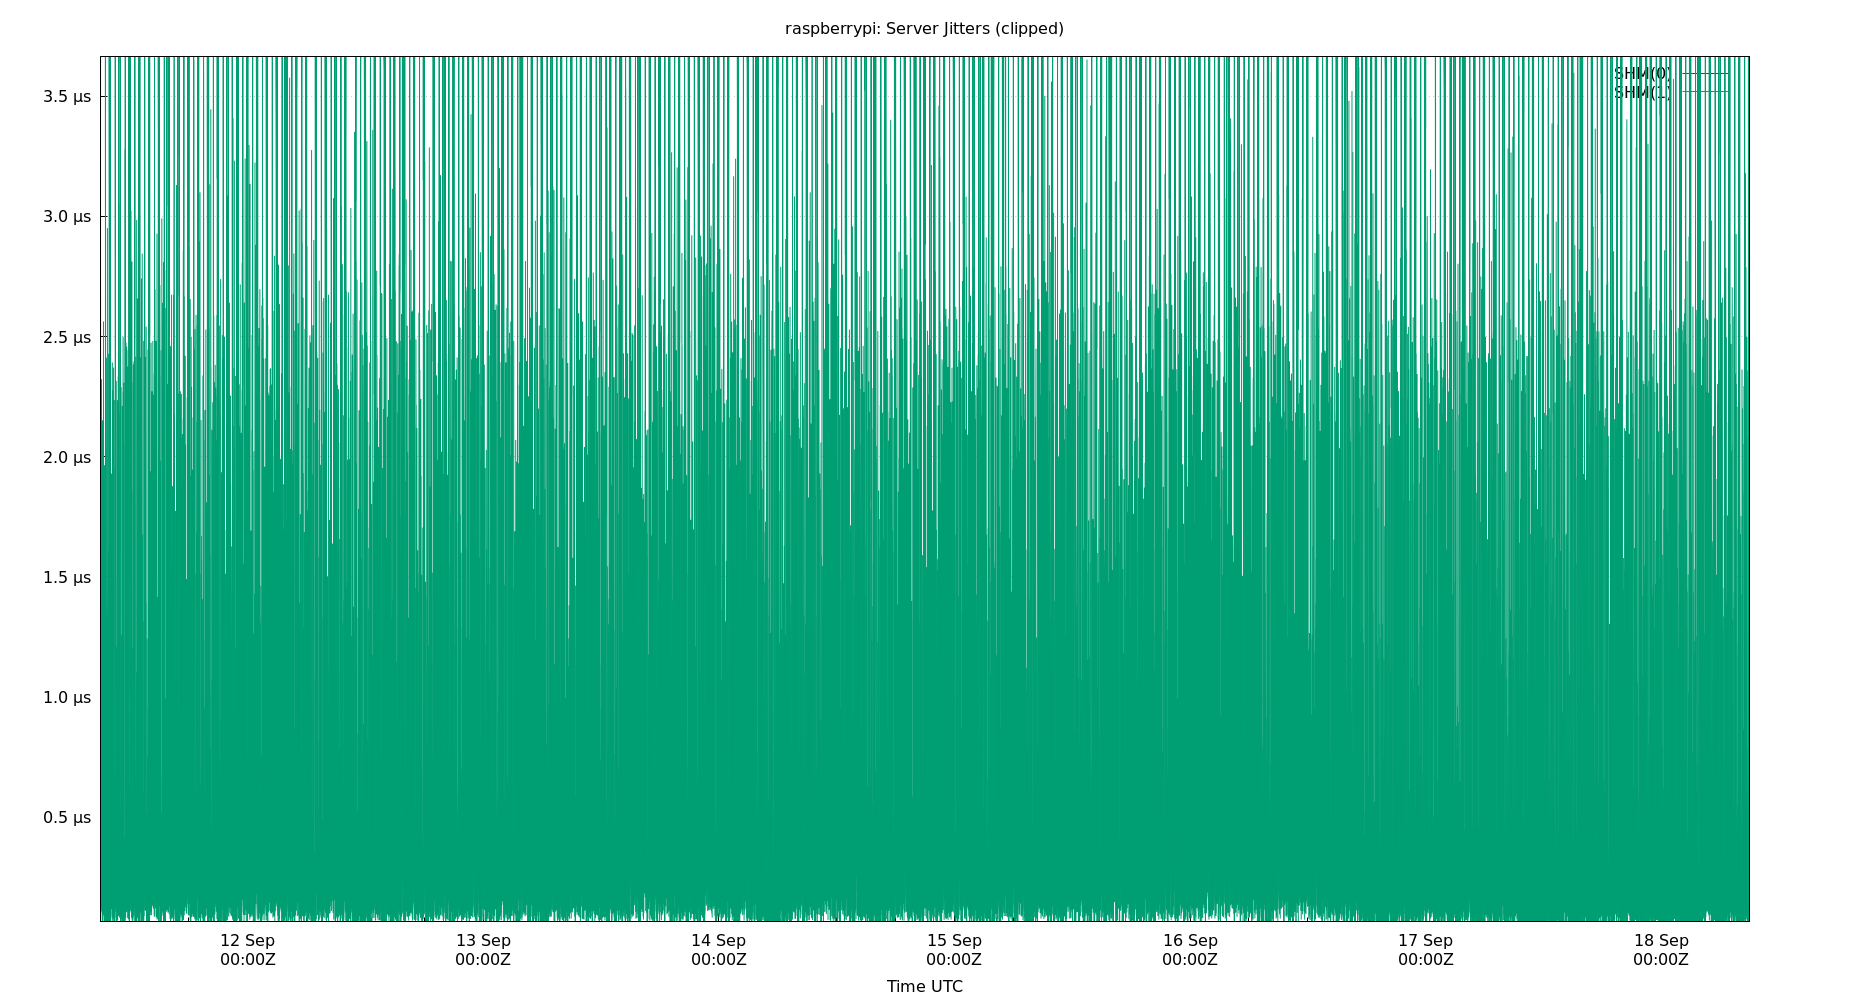 raspberrypi: Server Jitters (clipped)
SHM(0)
SHM(1)
3.5 µs
3.0 µs
2.5 µs
2.0 µs
1.5 µs
1.0 µs
0.5 µs
12 Sep 13 Sep 14 Sep 15 Sep 16 Sep 17 Sep 18 Sep
00:00Z 00:00Z 00:00Z 00:00Z 00:00Z 00:00Z 00:00Z
Time UTC